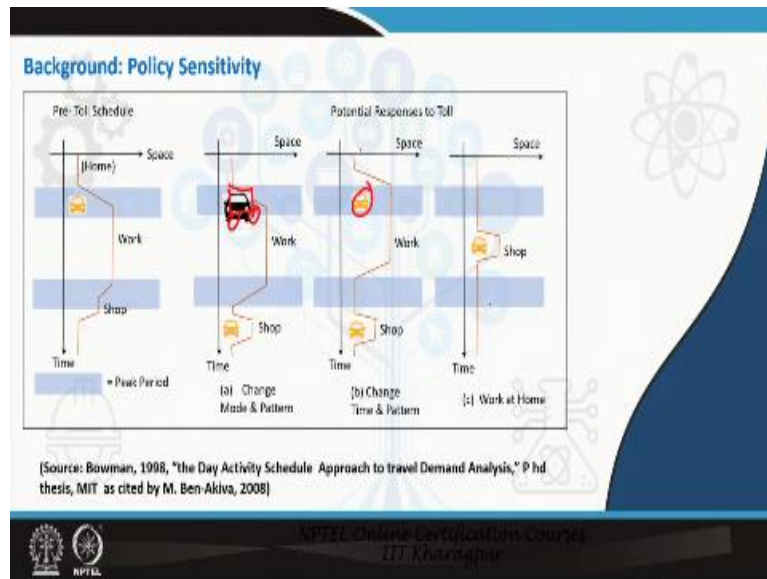 Background: Policy Sensitivity
Pre-Toll Schedule
Potential Responses to Toll
Space
(Home)
Work
Shop
Time
= Peak Period
Space
Work
Shop
Time
(a) Change
Mode & Pattern
Space
Work
Shop
Time
(b) Change
Time & Pattern
Space
Shop
Time
(c) Work at Home
(Source: Bowman, 1998, "the Day Activity Schedule Approach to travel Demand Analysis," P hd
thesis, MIT as cited by M. Ben-Akiva, 2008)
NPTEL Online Certification Courses
IIT Kharagpur
NPTEL